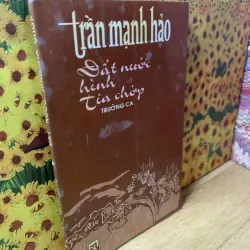 trần mạnh hảo
Đất nước
hình
Tia chớp
TRƯỜNG CA